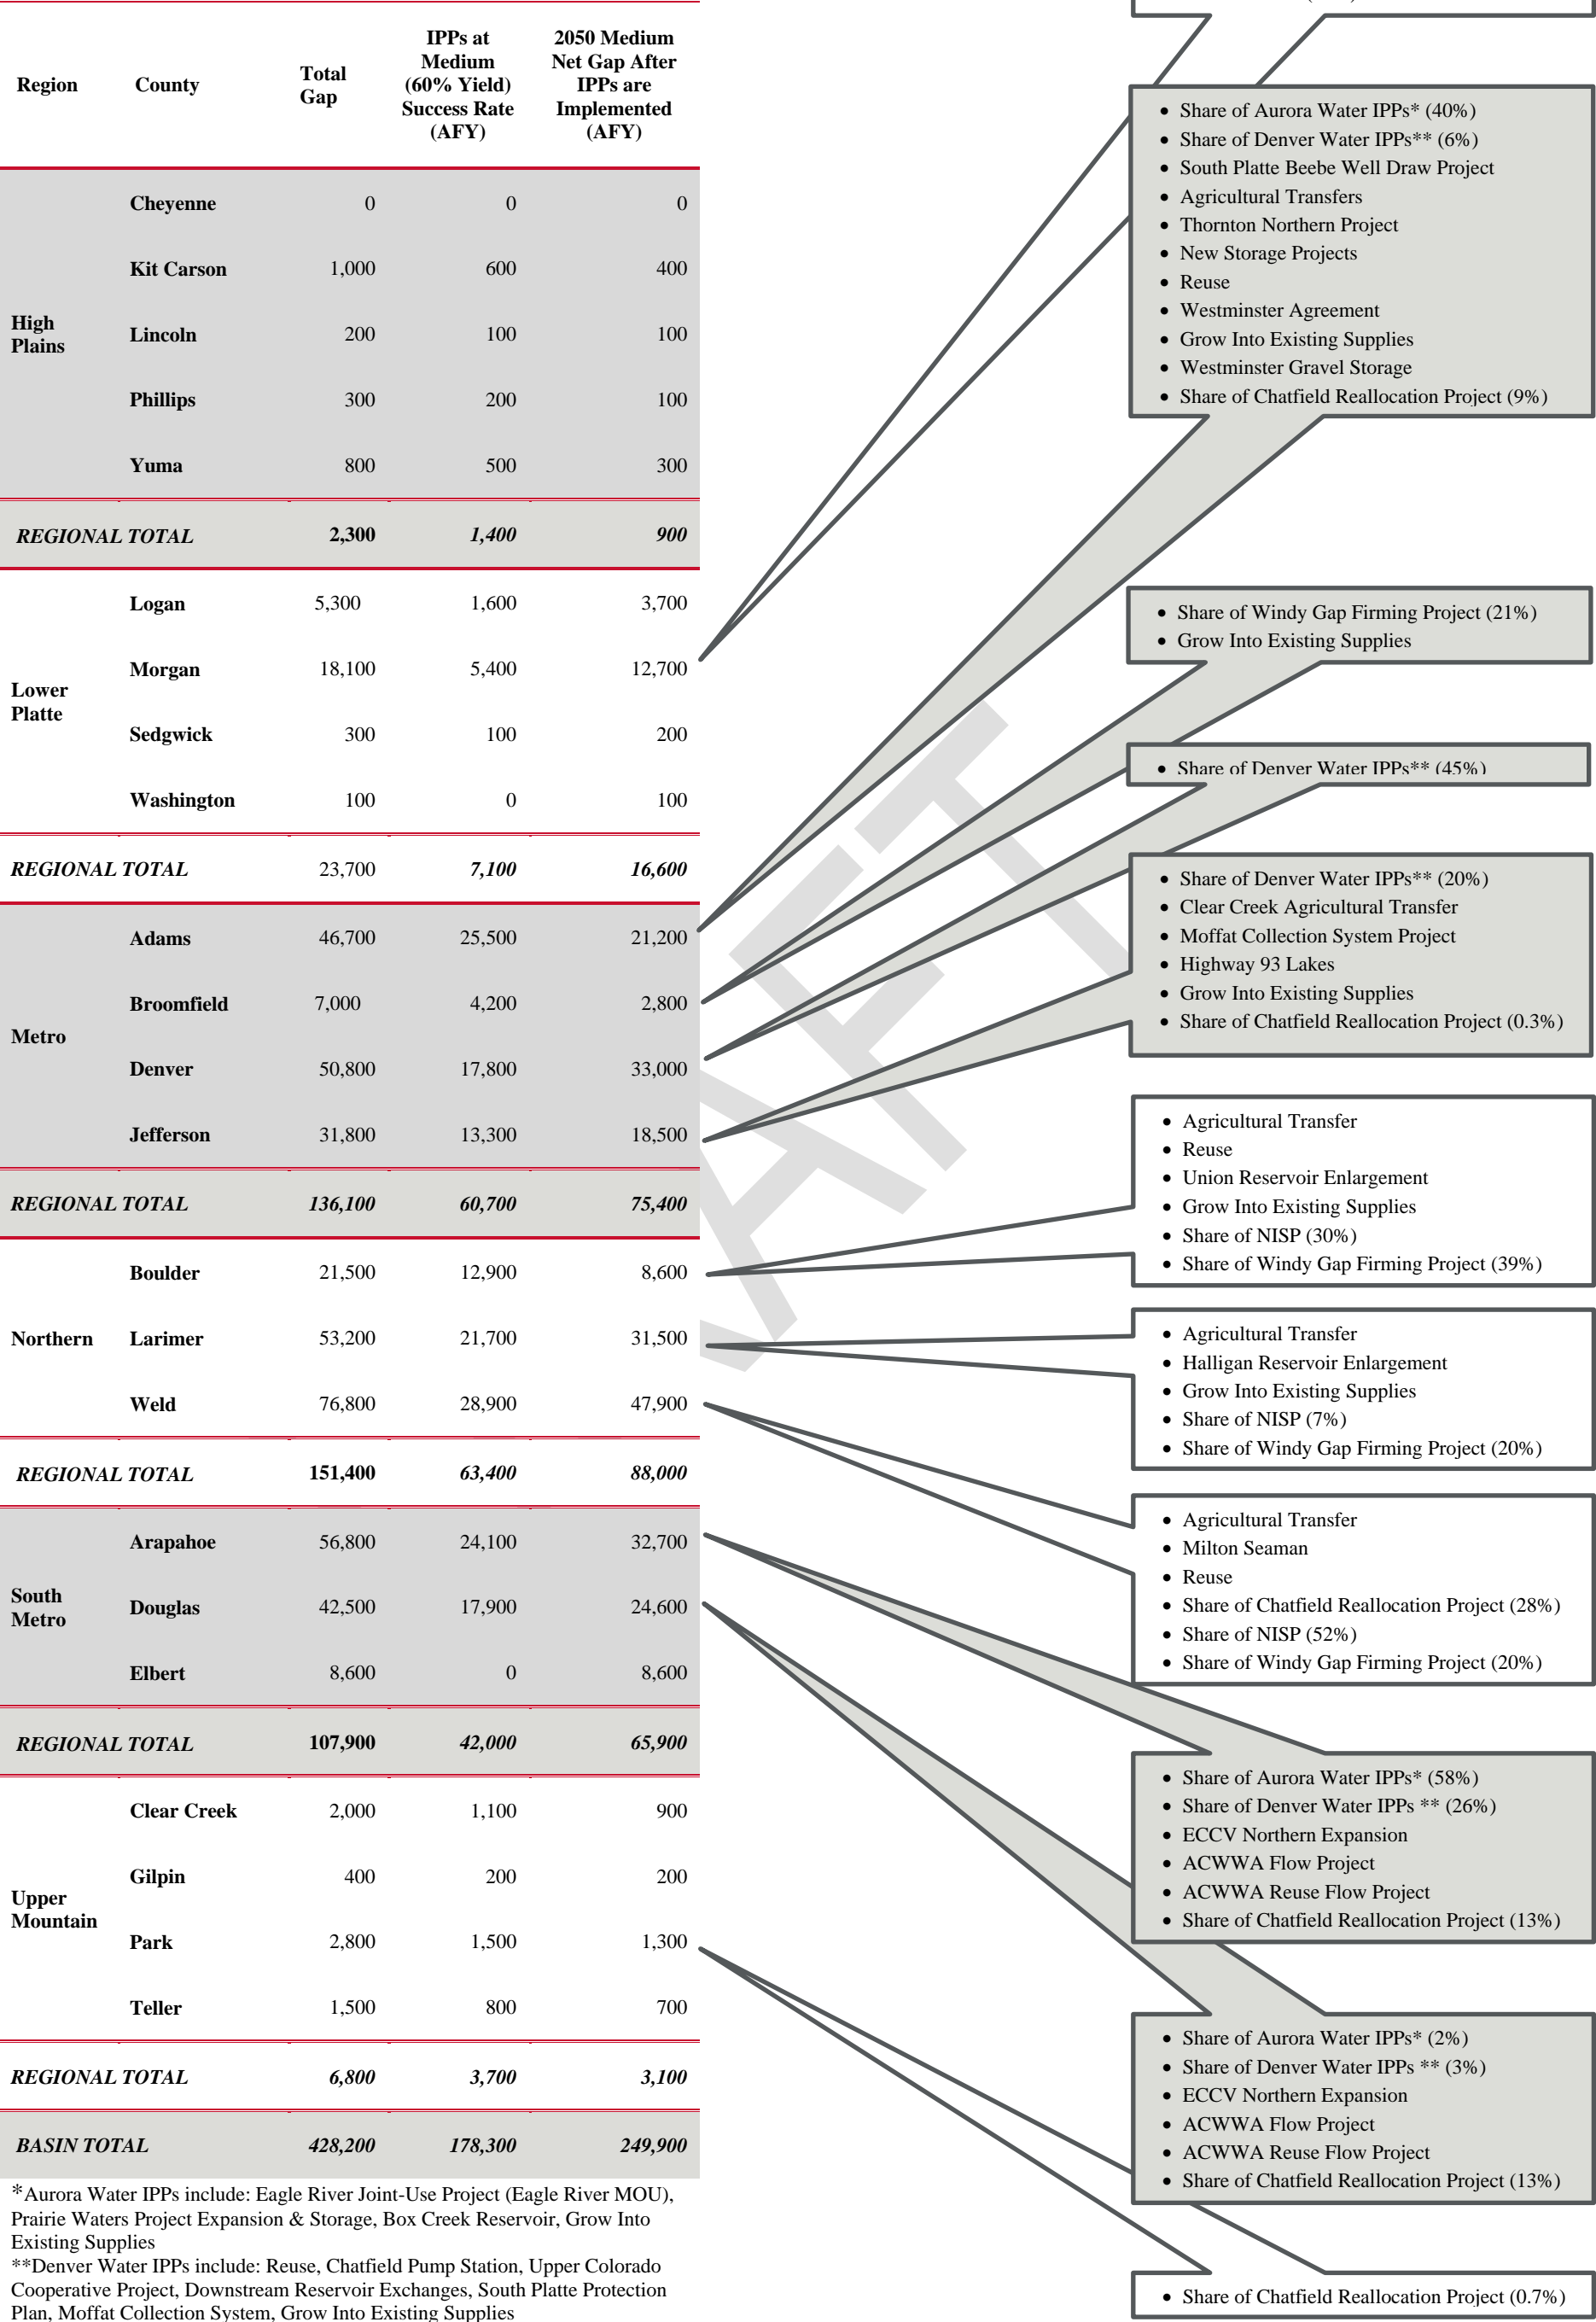 Region County Total Gap IPPs at Medium (60% Yield) Success Rate (AFY) 2050 Medium Net Gap After IPPs are Implemented (AFY)
High Plains
Cheyenne 0 0 0
Kit Carson 1,000 600 400
Lincoln 200 100 100
Phillips 300 200 100
Yuma 800 500 300
REGIONAL TOTAL 2,300 1,400 900
Lower Platte
Logan 5,300 1,600 3,700
Morgan 18,100 5,400 12,700
Sedgwick 300 100 200
Washington 100 0 100
REGIONAL TOTAL 23,700 7,100 16,600
Metro
Adams 46,700 25,500 21,200
Broomfield 7,000 4,200 2,800
Denver 50,800 17,800 33,000
Jefferson 31,800 13,300 18,500
REGIONAL TOTAL 136,100 60,700 75,400
Northern
Boulder 21,500 12,900 8,600
Larimer 53,200 21,700 31,500
Weld 76,800 28,900 47,900
REGIONAL TOTAL 151,400 63,400 88,000
South Metro
Arapahoe 56,800 24,100 32,700
Douglas 42,500 17,900 24,600
Elbert 8,600 0 8,600
REGIONAL TOTAL 107,900 42,000 65,900
Upper Mountain
Clear Creek 2,000 1,100 900
Gilpin 400 200 200
Park 2,800 1,500 1,300
Teller 1,500 800 700
REGIONAL TOTAL 6,800 3,700 3,100
BASIN TOTAL 428,200 178,300 249,900
*Aurora Water IPPs include: Eagle River Joint-Use Project (Eagle River MOU),
Prairie Waters Project Expansion & Storage, Box Creek Reservoir, Grow Into
Existing Supplies
**Denver Water IPPs include: Reuse, Chatfield Pump Station, Upper Colorado
Cooperative Project, Downstream Reservoir Exchanges, South Platte Protection
Plan, Moffat Collection System, Grow Into Existing Supplies
• Share of Aurora Water IPPs* (40%)
• Share of Denver Water IPPs** (6%)
• South Platte Beebe Well Draw Project
• Agricultural Transfers
• Thornton Northern Project
• New Storage Projects
• Reuse
• Westminster Agreement
• Grow Into Existing Supplies
• Westminster Gravel Storage
• Share of Chatfield Reallocation Project (9%)
• Share of Windy Gap Firming Project (21%)
• Grow Into Existing Supplies
• Share of Denver Water IPPs** (45%)
• Share of Denver Water IPPs** (20%)
• Clear Creek Agricultural Transfer
• Moffat Collection System Project
• Highway 93 Lakes
• Grow Into Existing Supplies
• Share of Chatfield Reallocation Project (0.3%)
• Agricultural Transfer
• Reuse
• Union Reservoir Enlargement
• Grow Into Existing Supplies
• Share of NISP (30%)
• Share of Windy Gap Firming Project (39%)
• Agricultural Transfer
• Halligan Reservoir Enlargement
• Grow Into Existing Supplies
• Share of NISP (7%)
• Share of Windy Gap Firming Project (20%)
• Agricultural Transfer
• Milton Seaman
• Reuse
• Share of Chatfield Reallocation Project (28%)
• Share of NISP (52%)
• Share of Windy Gap Firming Project (20%)
• Share of Aurora Water IPPs* (58%)
• Share of Denver Water IPPs ** (26%)
• ECCV Northern Expansion
• ACWWA Flow Project
• ACWWA Reuse Flow Project
• Share of Chatfield Reallocation Project (13%)
• Share of Aurora Water IPPs* (2%)
• Share of Denver Water IPPs ** (3%)
• ECCV Northern Expansion
• ACWWA Flow Project
• ACWWA Reuse Flow Project
• Share of Chatfield Reallocation Project (13%)
• Share of Chatfield Reallocation Project (0.7%)